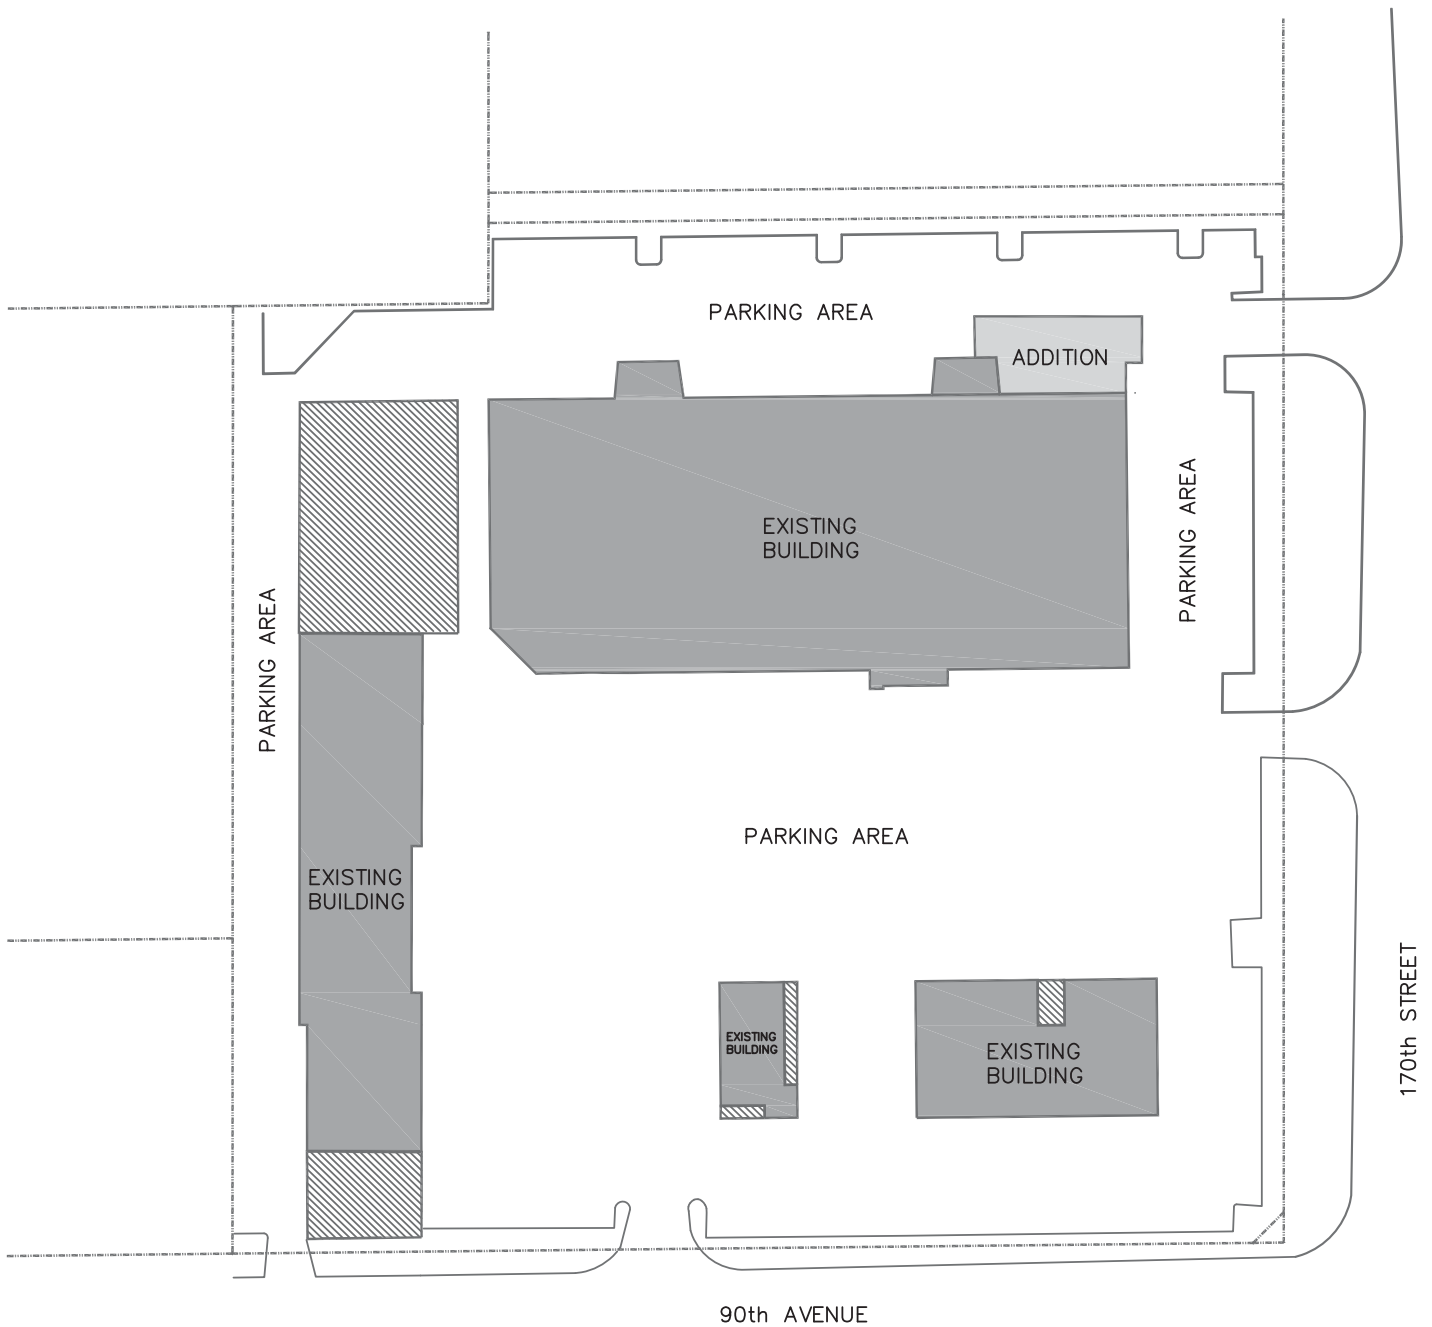 PARKING AREA
ADDITION
EXISTING
BUILDING
PARKING AREA
PARKING AREA
PARKING AREA
EXISTING
BUILDING
EXISTING
BUILDING
EXISTING
BUILDING
170th STREET
90th AVENUE